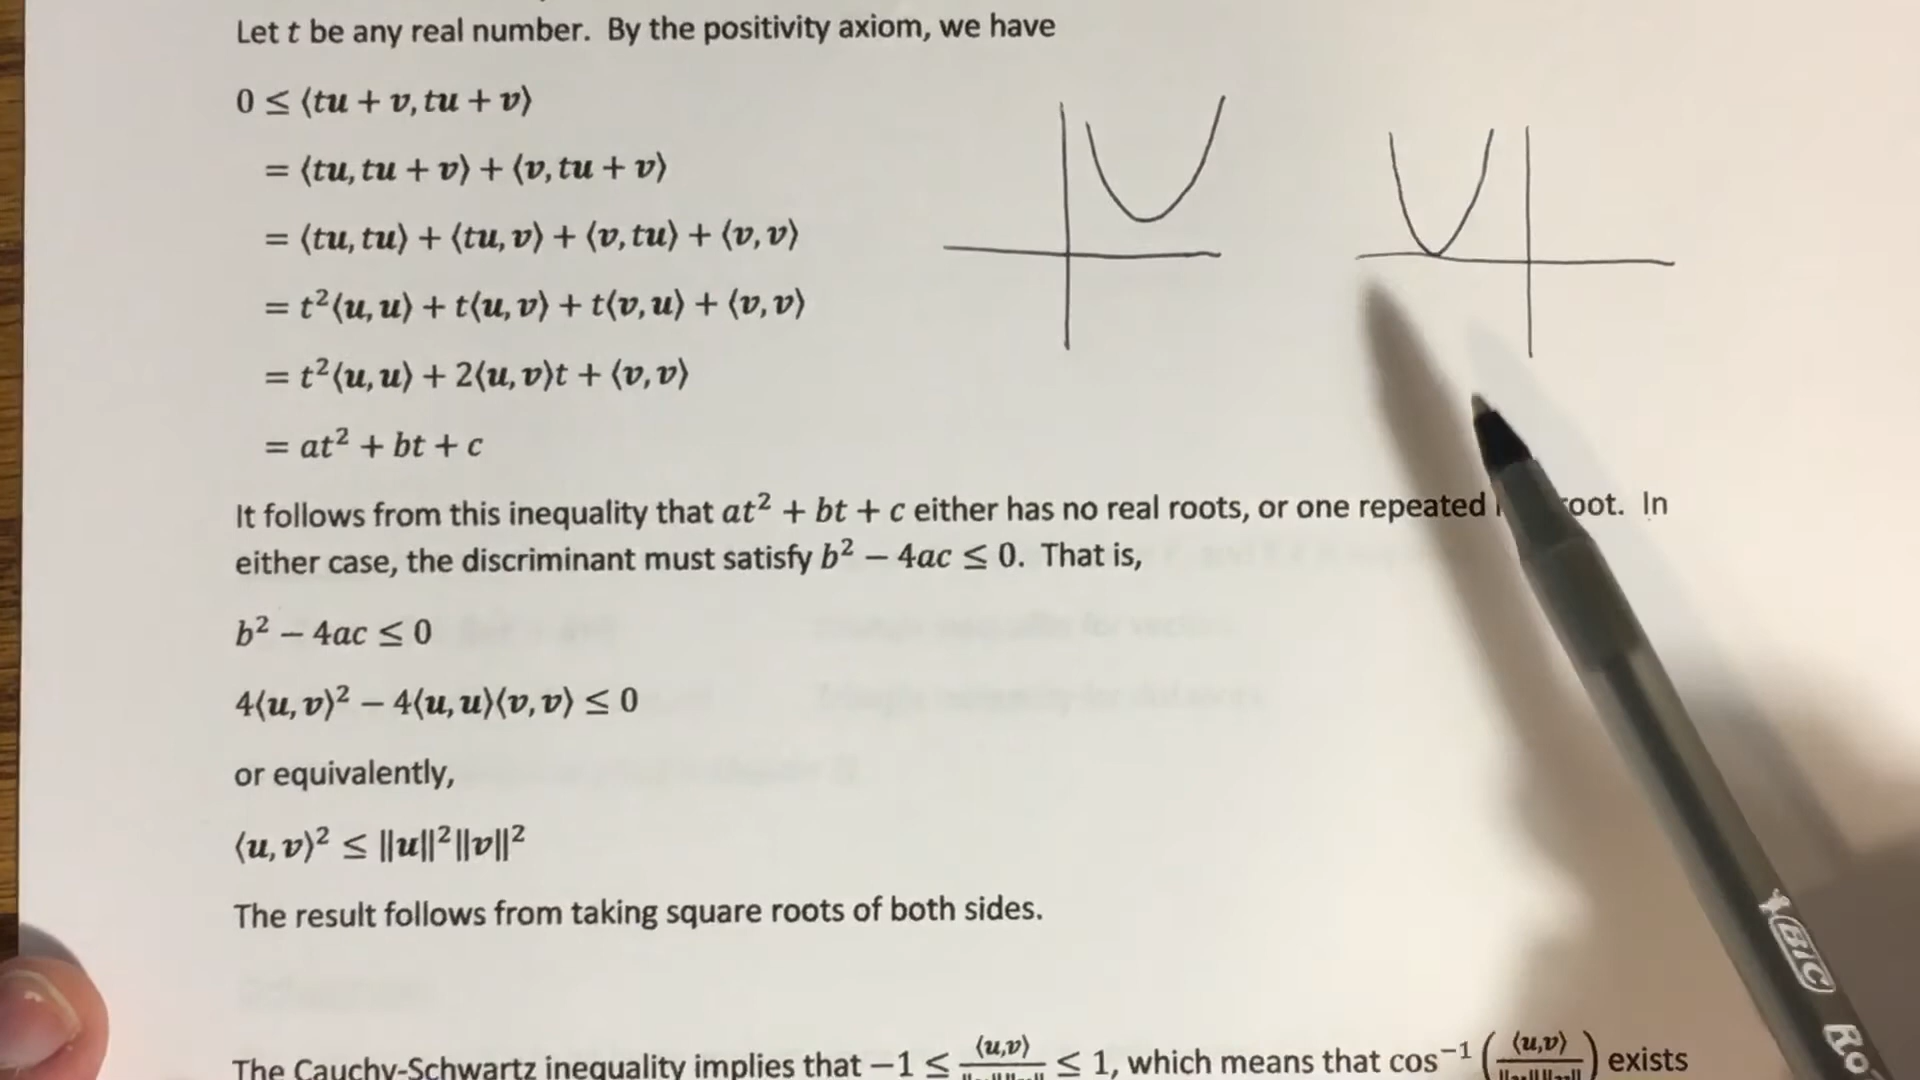 Let t be any real number. By the positivity axiom, we have
0 ≤ ⟨tu + v, tu + v⟩
= ⟨tu, tu + v⟩ + ⟨v, tu + v⟩
= ⟨tu, tu⟩ + ⟨tu, v⟩ + ⟨v, tu⟩ + ⟨v, v⟩
= t²⟨u, u⟩ + t⟨u, v⟩ + t⟨v, u⟩ + ⟨v, v⟩
= t²⟨u, u⟩ + 2⟨u, v⟩t + ⟨v, v⟩
= at² + bt + c
It follows from this inequality that at² + bt + c either has no real roots, or one repeated oot. In
either case, the discriminant must satisfy b² − 4ac ≤ 0. That is,
b² − 4ac ≤ 0
4⟨u, v⟩² − 4⟨u, u⟩⟨v, v⟩ ≤ 0
or equivalently,
⟨u, v⟩² ≤ ||u||²||v||²
The result follows from taking square roots of both sides.
The Cauchy-Schwartz inequality implies that −1 ≤ ⟨u,v⟩ ≤ 1, which means that cos⁻¹ (⟨u,v⟩) exists
BIC
Ro